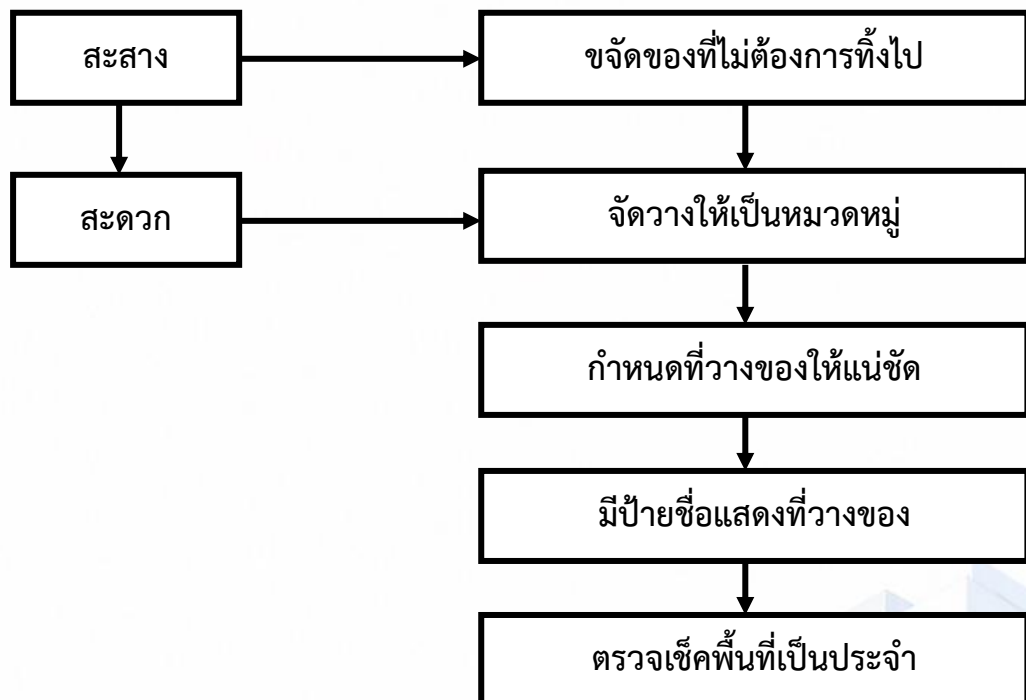 สะสาง
ขจัดของที่ไม่ต้องการทิ้งไป
สะดวก
จัดวางให้เป็นหมวดหมู่
กำหนดที่วางของให้แน่ชัด
มีป้ายชื่อแสดงที่วางของ
ตรวจเช็คพื้นที่เป็นประจำ